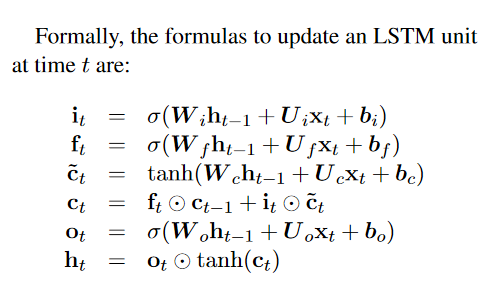 Formally, the formulas to update an LSTM unit
at time t are:
i_t = σ(W_i h_{t−1} + U_i x_t + b_i)
f_t = σ(W_f h_{t−1} + U_f x_t + b_f)
c̃_t = tanh(W_c h_{t−1} + U_c x_t + b_c)
c_t = f_t ⊙ c_{t−1} + i_t ⊙ c̃_t
o_t = σ(W_o h_{t−1} + U_o x_t + b_o)
h_t = o_t ⊙ tanh(c_t)